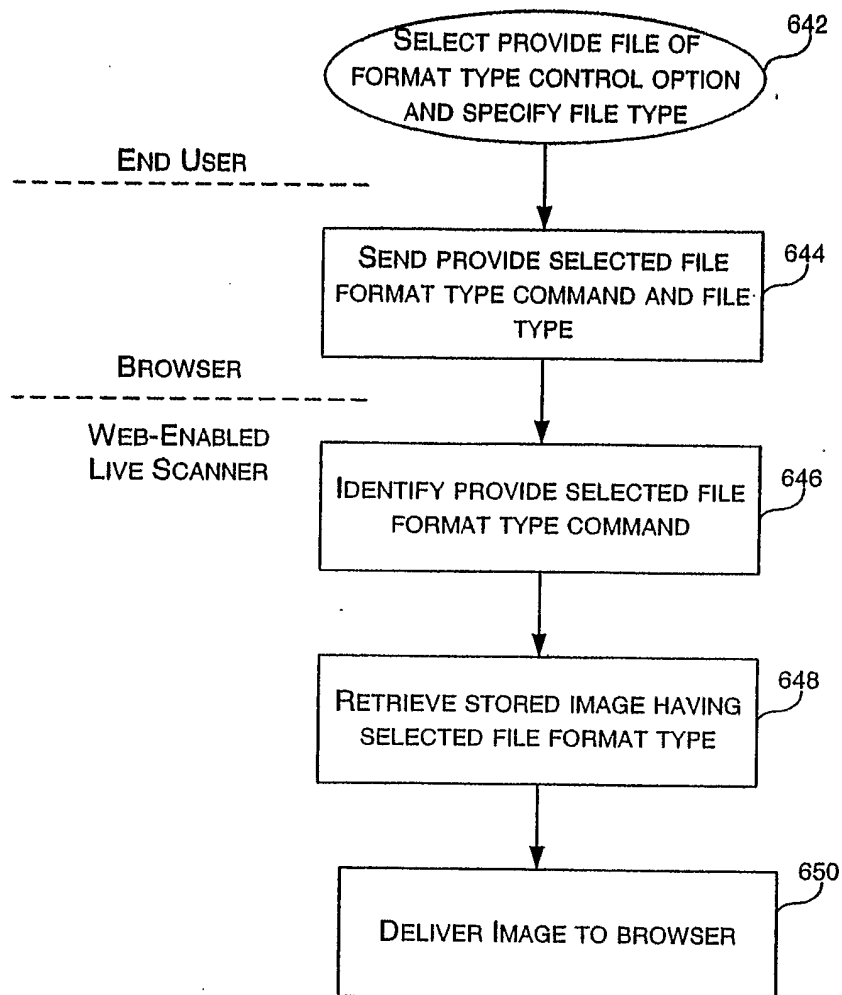 SELECT PROVIDE FILE OF
FORMAT TYPE CONTROL OPTION
AND SPECIFY FILE TYPE
642
END USER
SEND PROVIDE SELECTED FILE
FORMAT TYPE COMMAND AND FILE
TYPE
644
BROWSER
WEB-ENABLED
LIVE SCANNER
IDENTIFY PROVIDE SELECTED FILE
FORMAT TYPE COMMAND
646
RETRIEVE STORED IMAGE HAVING
SELECTED FILE FORMAT TYPE
648
DELIVER IMAGE TO BROWSER
650